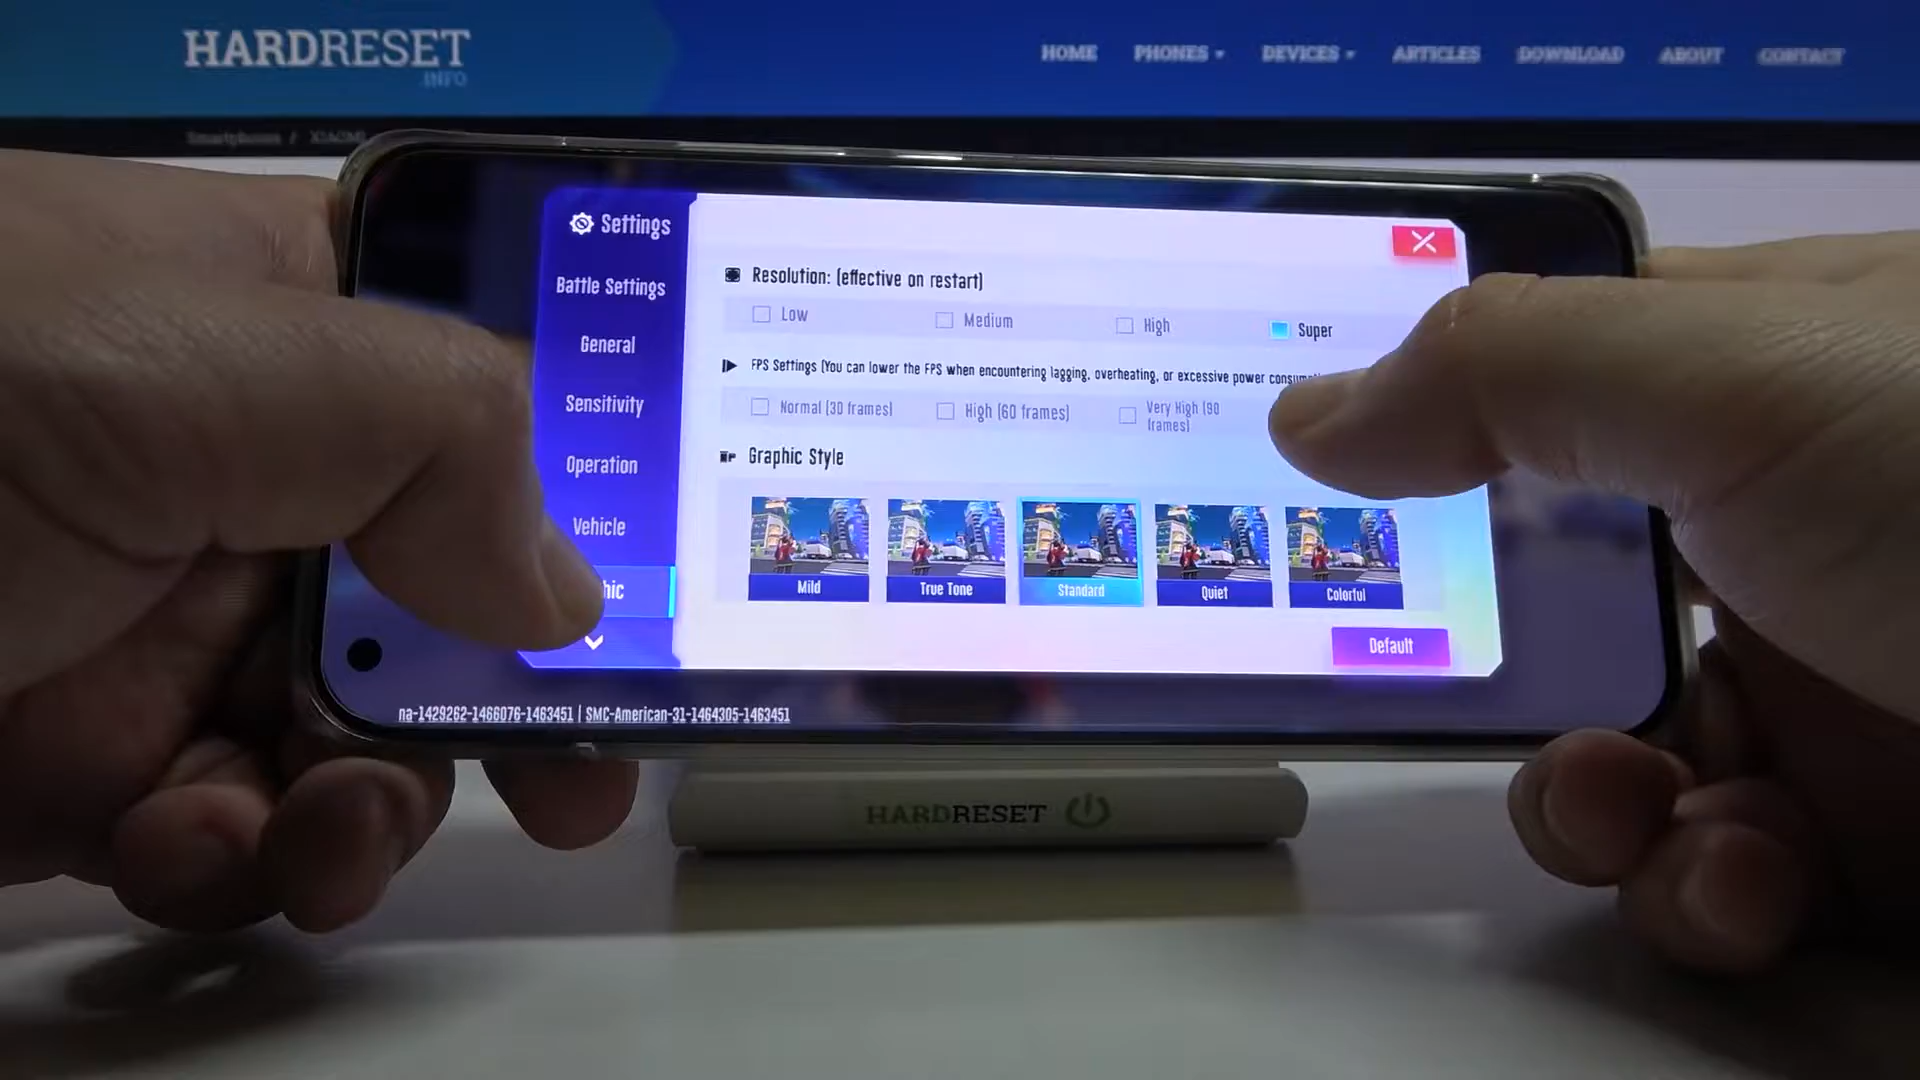 HARDRESET
.INFO
HOME PHONES DEVICES ARTICLES DOWNLOAD ABOUT CONTACT
Smartphones / XIAOMI
Settings
Battle Settings
General
Sensitivity
Operation
Vehicle
hic
Resolution: (effective on restart)
Low Medium High Super
FPS Settings (You can lower the FPS when encountering lagging, overheating, or excessive power
Normal (30 frames) High (60 frames) Very High (90
frames)
Graphic Style
Mild True Tone Standard Quiet Colorful
Default
na-1429262-1466076-1463451 | SMC-American-31-1464305-1463451
HARDRESET